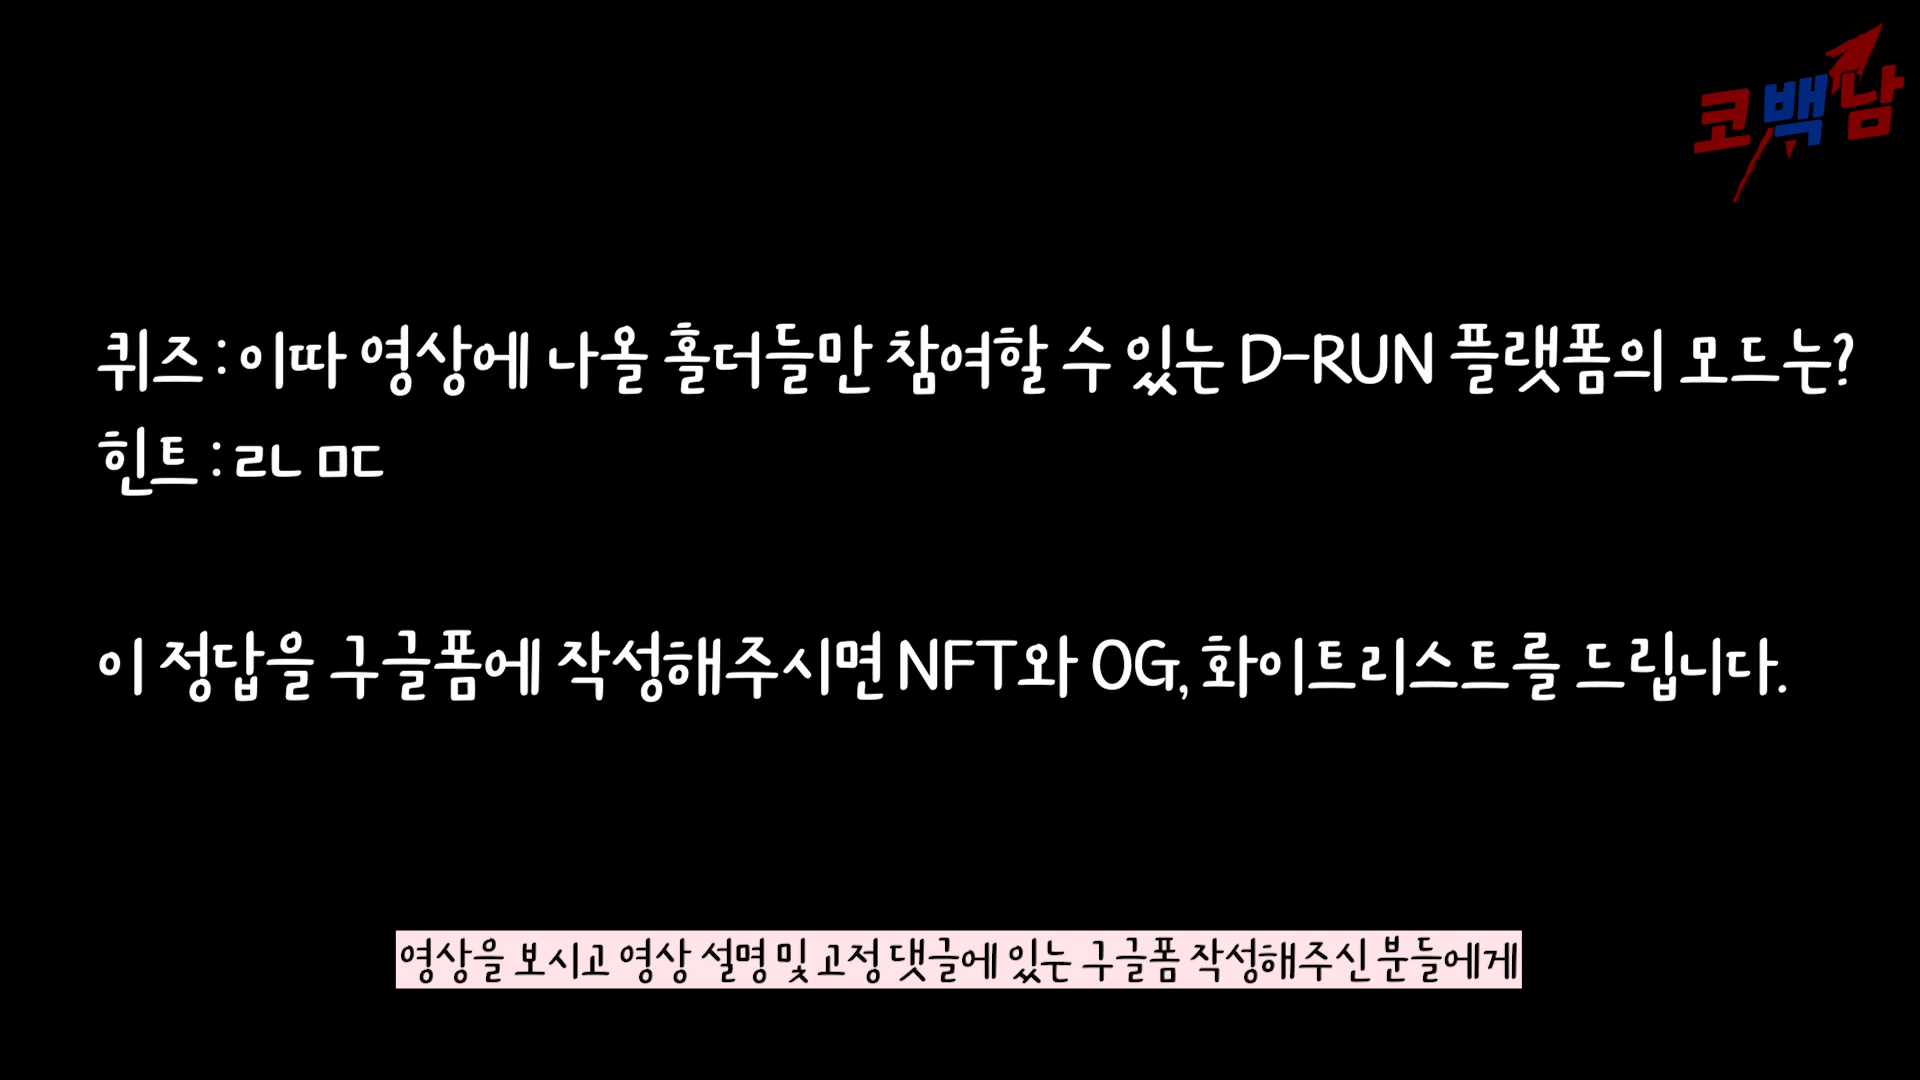 코백남
퀴즈 : 이따 영상에 나올 홀더들만 참여할 수 있는 D-RUN 플랫폼의 모드는?
힌트 : ㄹㄴ ㅁㄷ
이 정답을 구글폼에 작성해주시면 NFT와 OG, 화이트리스트를 드립니다.
영상을 보시고 영상 설명 및 고정 댓글에 있는 구글폼 작성해주신 분들에게